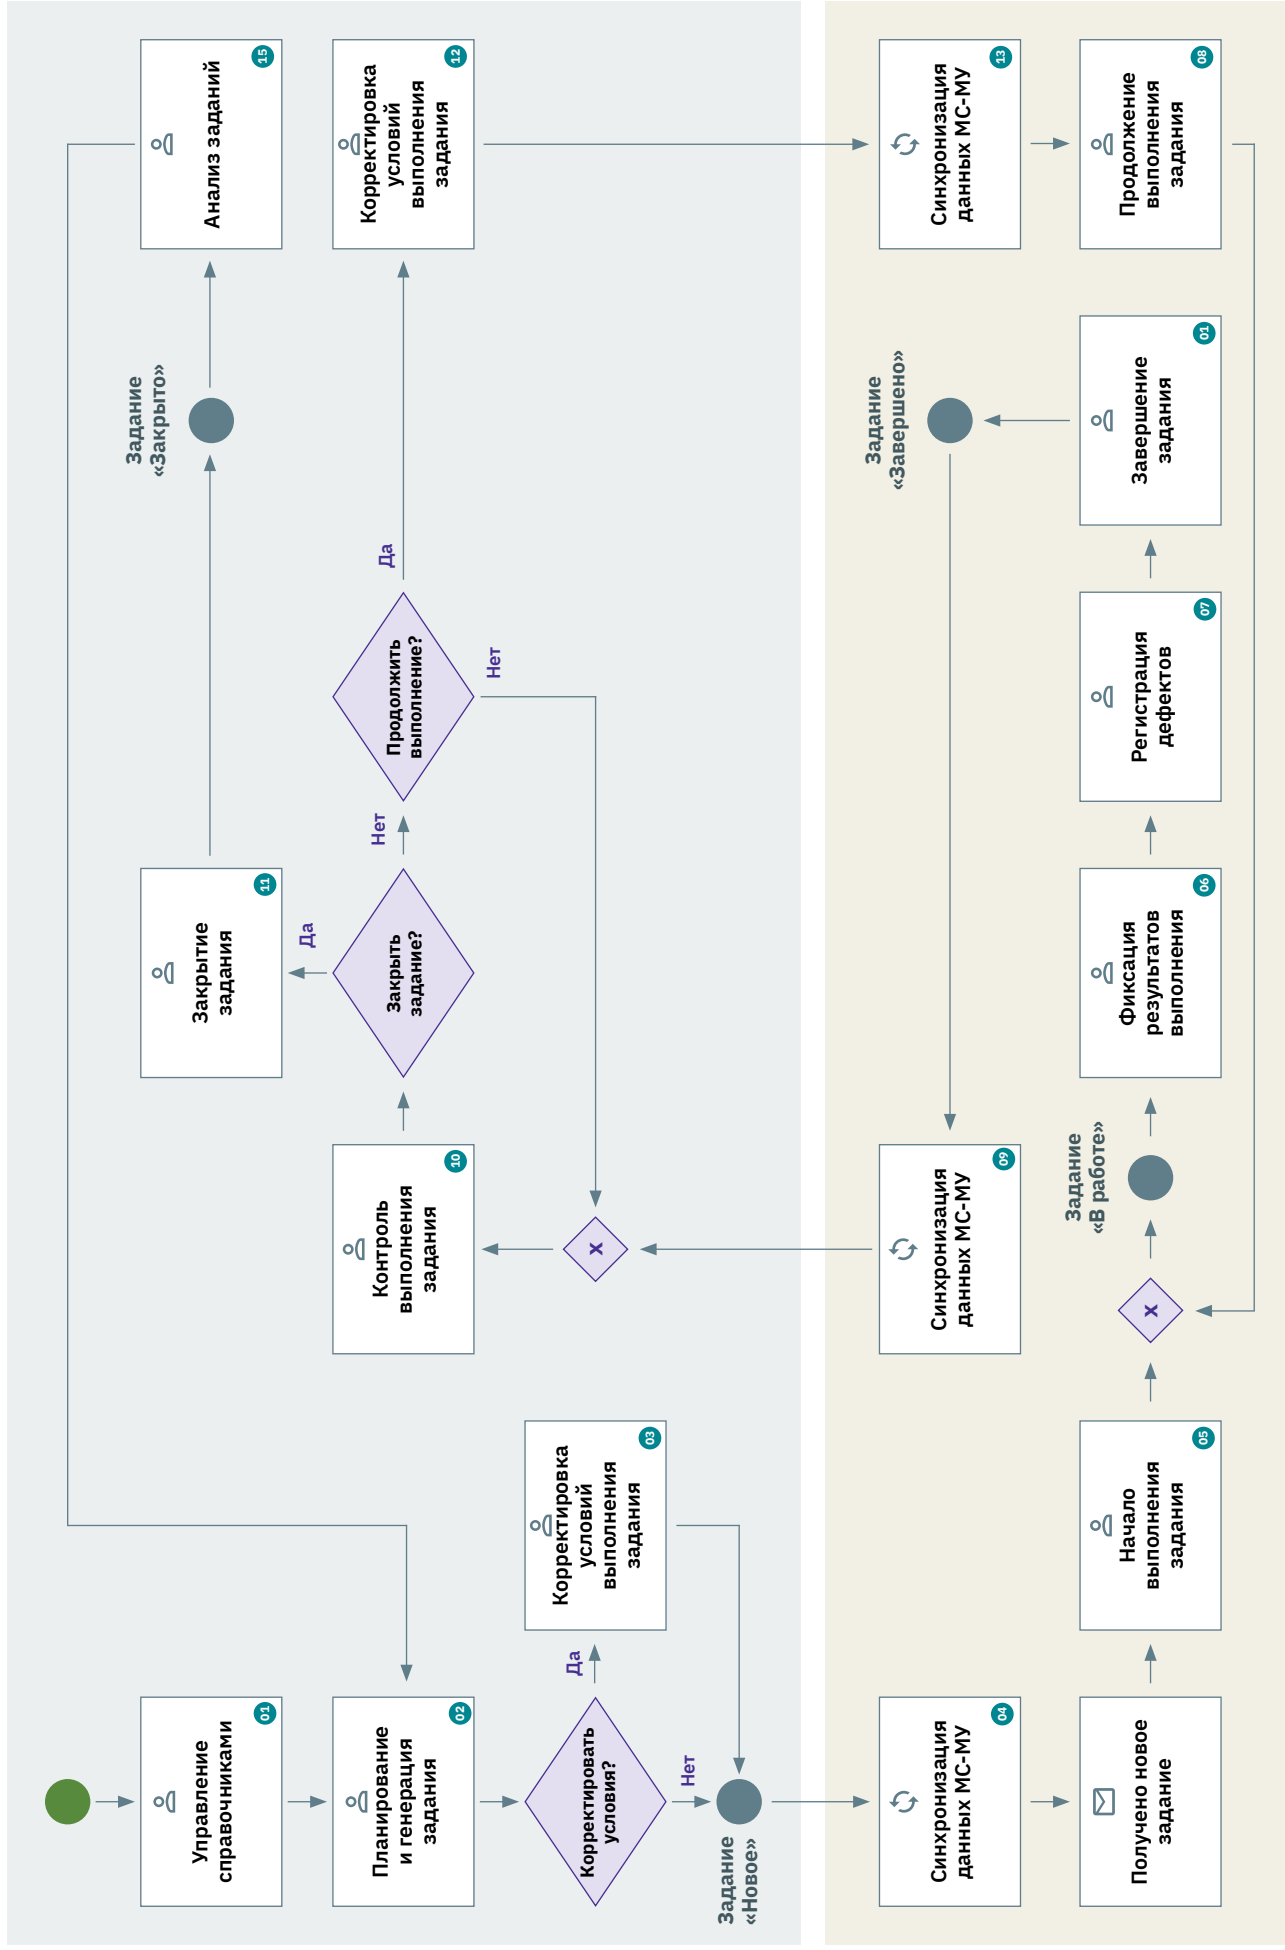 Управление
справочниками
01
Планирование
и генерация
задания
02
Корректировать
условия?
Да
Нет
Корректировка
условий
выполнения
задания
03
Задание
«Новое»
Синхронизация
данных МС-МУ
04
Получено новое
задание
Начало
выполнения
задания
05
х
Задание
«В работе»
Фиксация
результатов
выполнения
06
Регистрация
дефектов
07
Завершение
задания
01
Задание
«Завершено»
Синхронизация
данных МС-МУ
09
х
Контроль
выполнения
задания
10
Закрыть
задание?
Да
Нет
Закрытие
задания
11
Задание
«Закрыто»
Анализ заданий
15
Продолжить
выполнение?
Да
Нет
Корректировка
условий
выполнения
задания
12
Синхронизация
данных МС-МУ
13
Продолжение
выполнения
задания
08